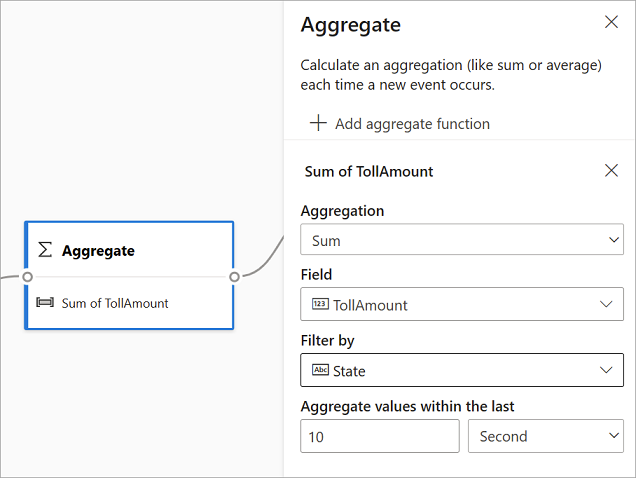 Aggregate
Calculate an aggregation (like sum or average)
each time a new event occurs.
Add aggregate function
Sum of TollAmount
Aggregation
Sum
Field
123 TollAmount
Filter by
Abc State
Aggregate values within the last
10 Second
Aggregate
Sum of TollAmount